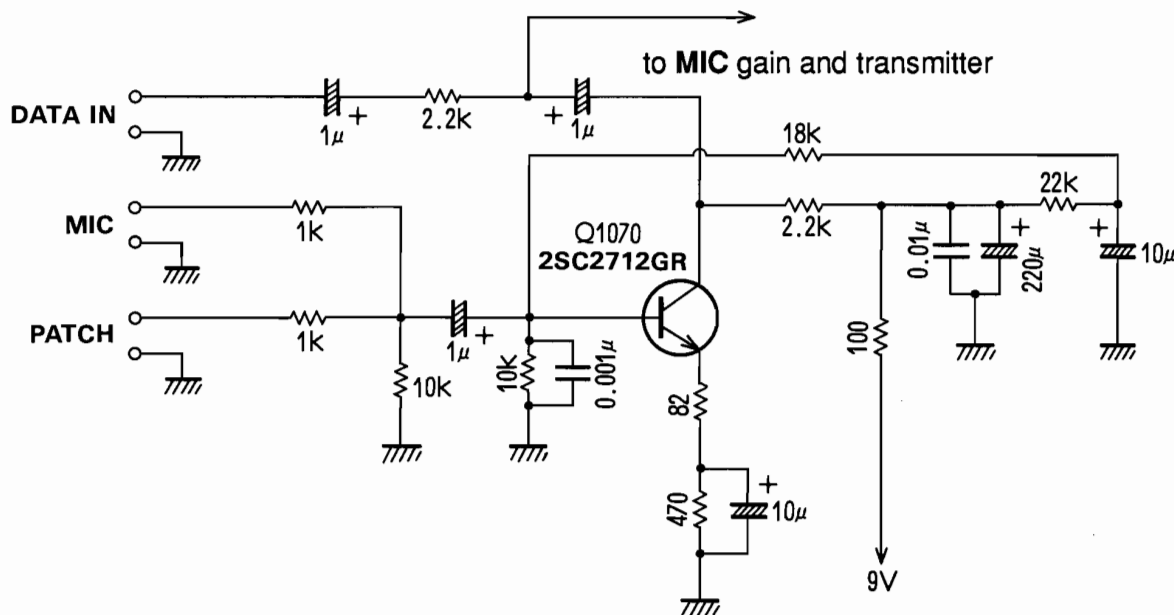 to MIC gain and transmitter
DATA IN
1μ +
2.2k
+ 1μ
18k
MIC
1k
2.2k
22k
Q1070
2SC2712GR
0.01μ
+
220μ
+
10μ
PATCH
1k
1μ +
10k
10k
0.001μ
100
82
470
+
10μ
9V